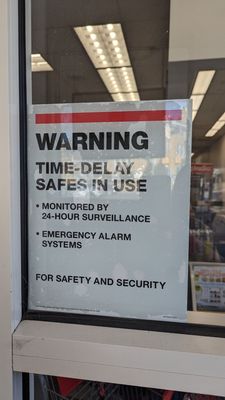 WARNING
TIME-DELAY
SAFES IN USE
• MONITORED BY
24-HOUR SURVEILLANCE
• EMERGENCY ALARM
SYSTEMS
FOR SAFETY AND SECURITY